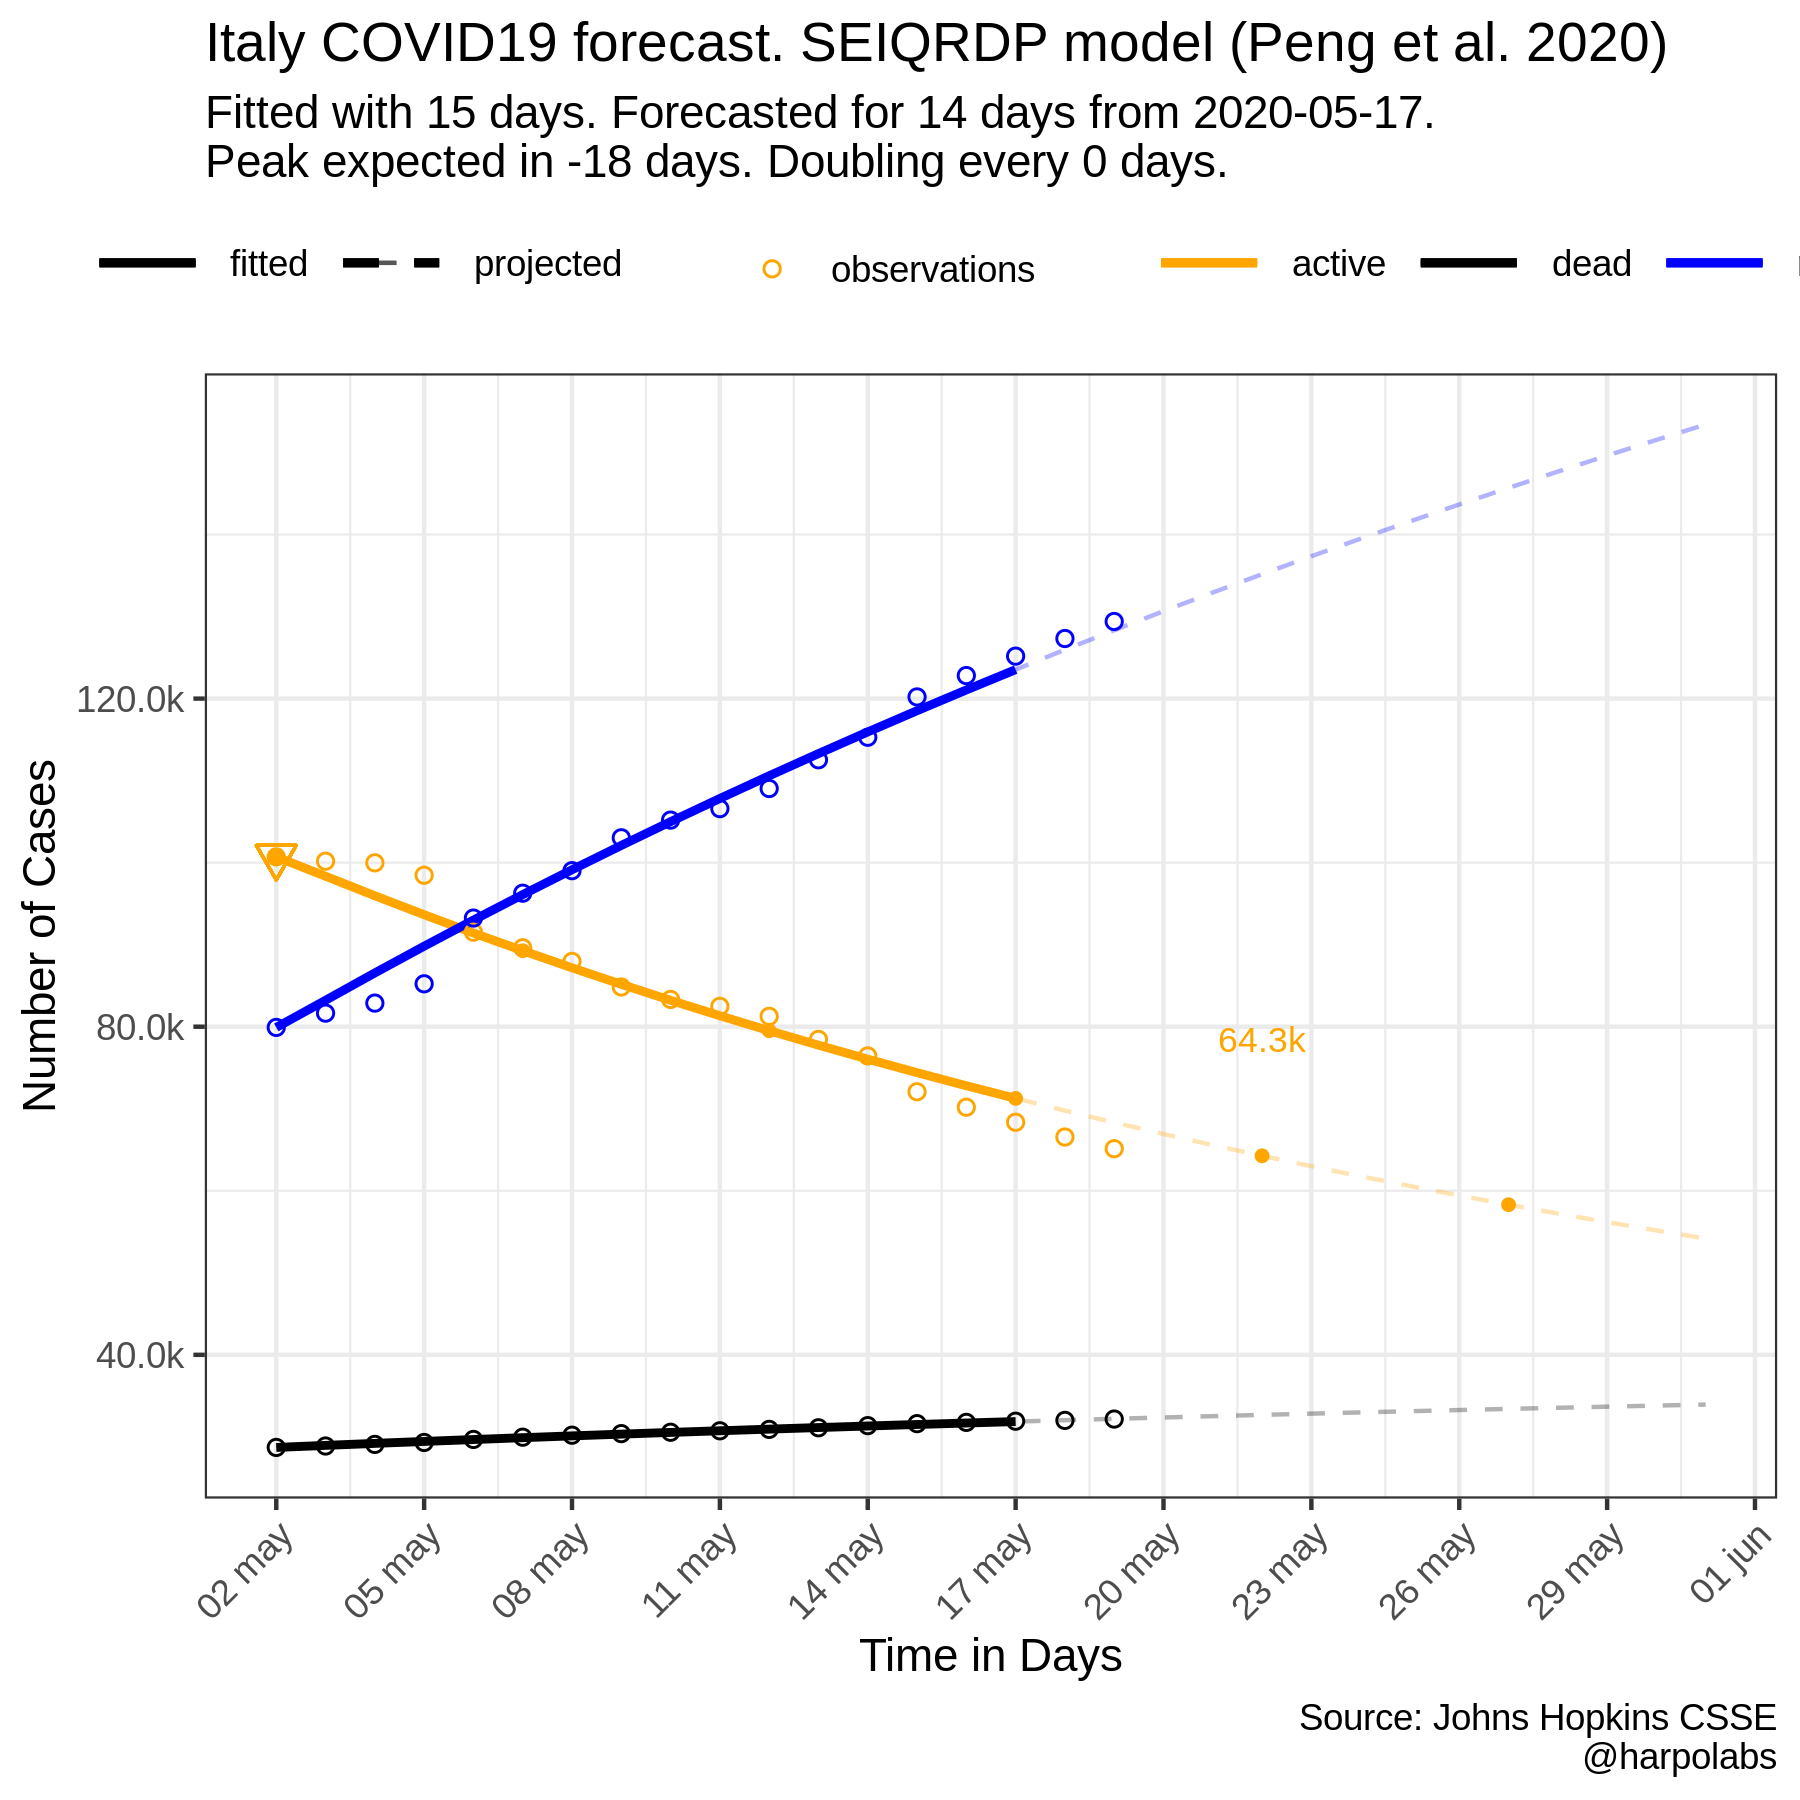 Italy COVID19 forecast. SEIQRDP model (Peng et al. 2020)
Fitted with 15 days. Forecasted for 14 days from 2020-05-17.
Peak expected in -18 days. Doubling every 0 days.
fitted projected observations active dead
120.0k
80.0k
40.0k
Number of Cases
64.3k
02 may 05 may 08 may 11 may 14 may 17 may 20 may 23 may 26 may 29 may 01 jun
Time in Days
Source: Johns Hopkins CSSE
@harpolabs